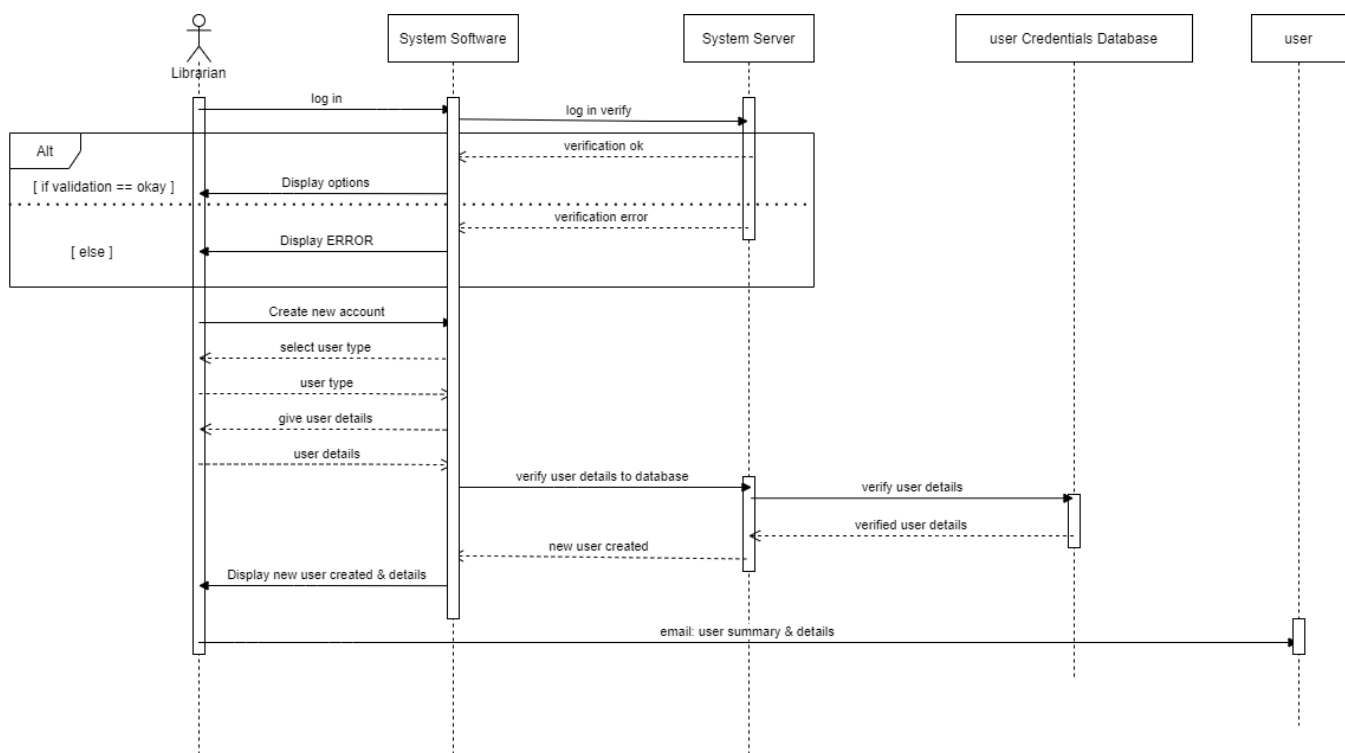 System Software
System Server
user Credentials Database
user
Librarian
log in
log in verify
Alt
verification ok
[ if validation == okay ]
Display options
verification error
Display ERROR
[ else ]
Create new account
select user type
user type
give user details
user details
verify user details to database
verify user details
verified user details
new user created
Display new user created & details
email: user summary & details